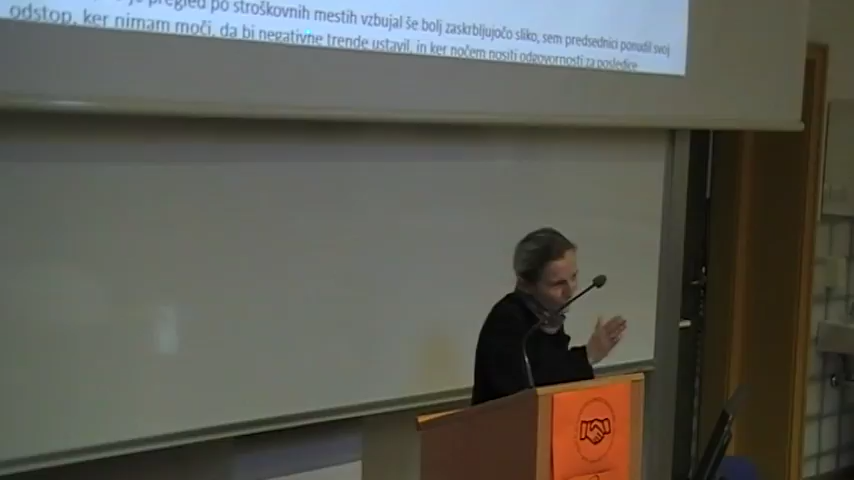 je pregled po stroškovnih mestih vzbujal še bolj zaskrbljujočo sliko, sem predsednici ponudil svoj
odstop, ker nimam moči, da bi negativne trende ustavil, in ker nočem nositi odgovornosti za posledice